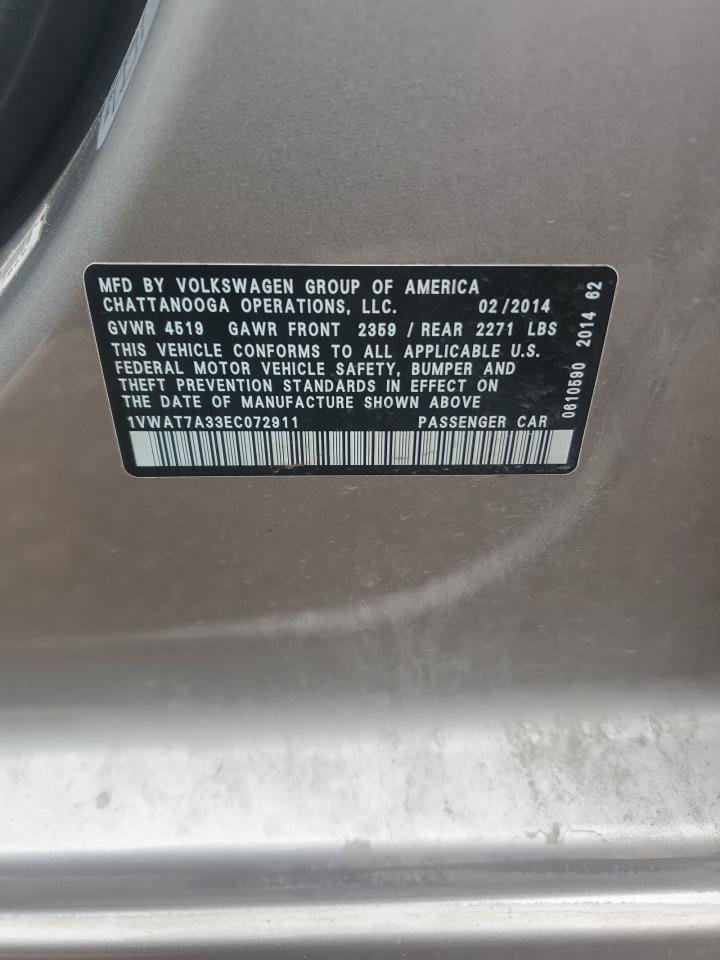 MFD BY VOLKSWAGEN GROUP OF AMERICA
CHATTANOOGA OPERATIONS, LLC. 02/2014
GVWR 4519 GAWR FRONT 2359 / REAR 2271 LBS
THIS VEHICLE CONFORMS TO ALL APPLICABLE U.S.
FEDERAL MOTOR VEHICLE SAFETY, BUMPER AND
THEFT PREVENTION STANDARDS IN EFFECT ON
THE DATE OF MANUFACTURE SHOWN ABOVE
1VWAT7A33EC072911 PASSENGER CAR
0610590 2014 62